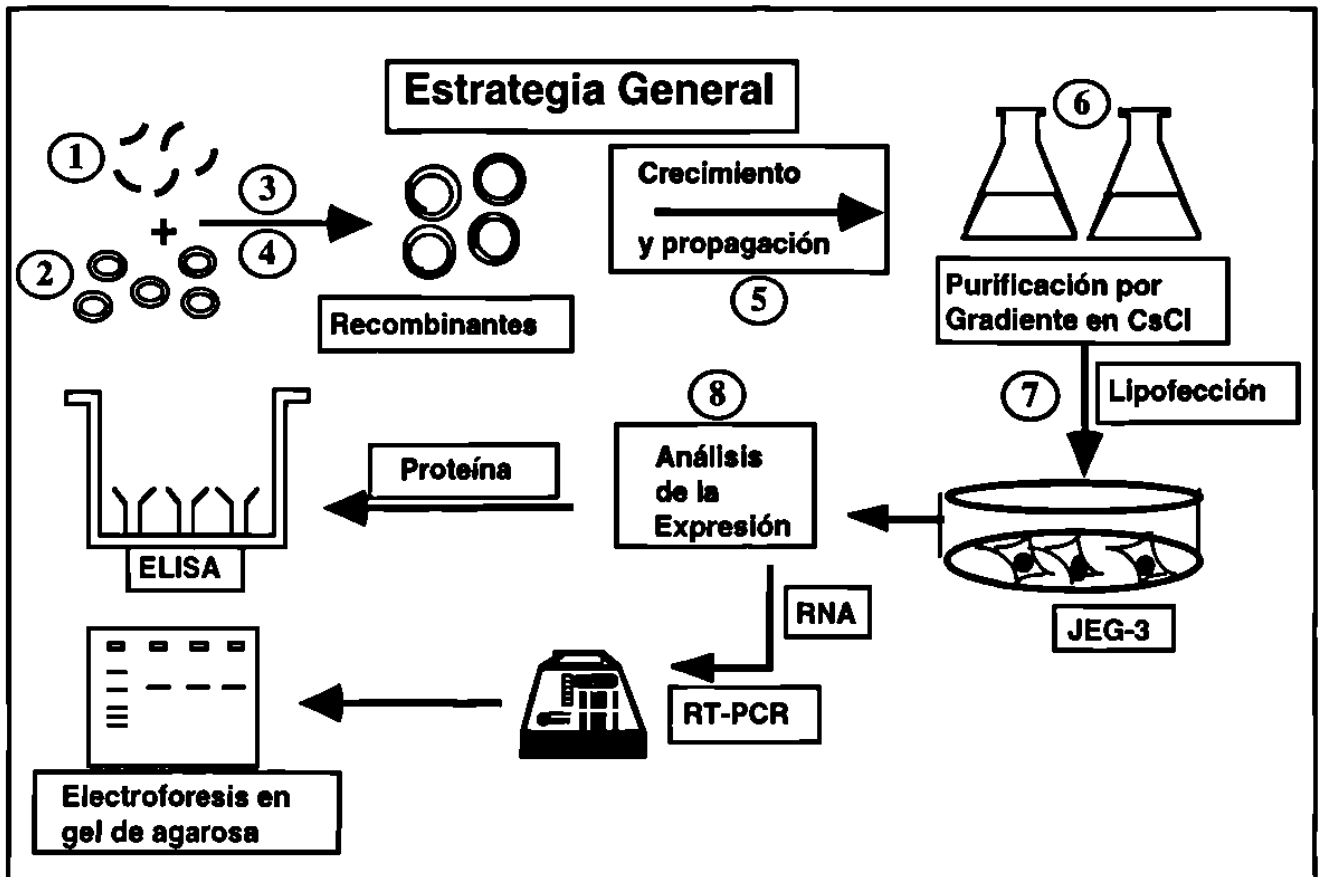 Estrategia General
1
+
2
3
4
Recombinantes
Crecimiento
y propagación
5
6
Purificación por
Gradiente en CsCl
7
Lipofección
JEG-3
8
Análisis
de la
Expresión
Proteína
ELISA
RNA
RT-PCR
Electroforesis en
gel de agarosa